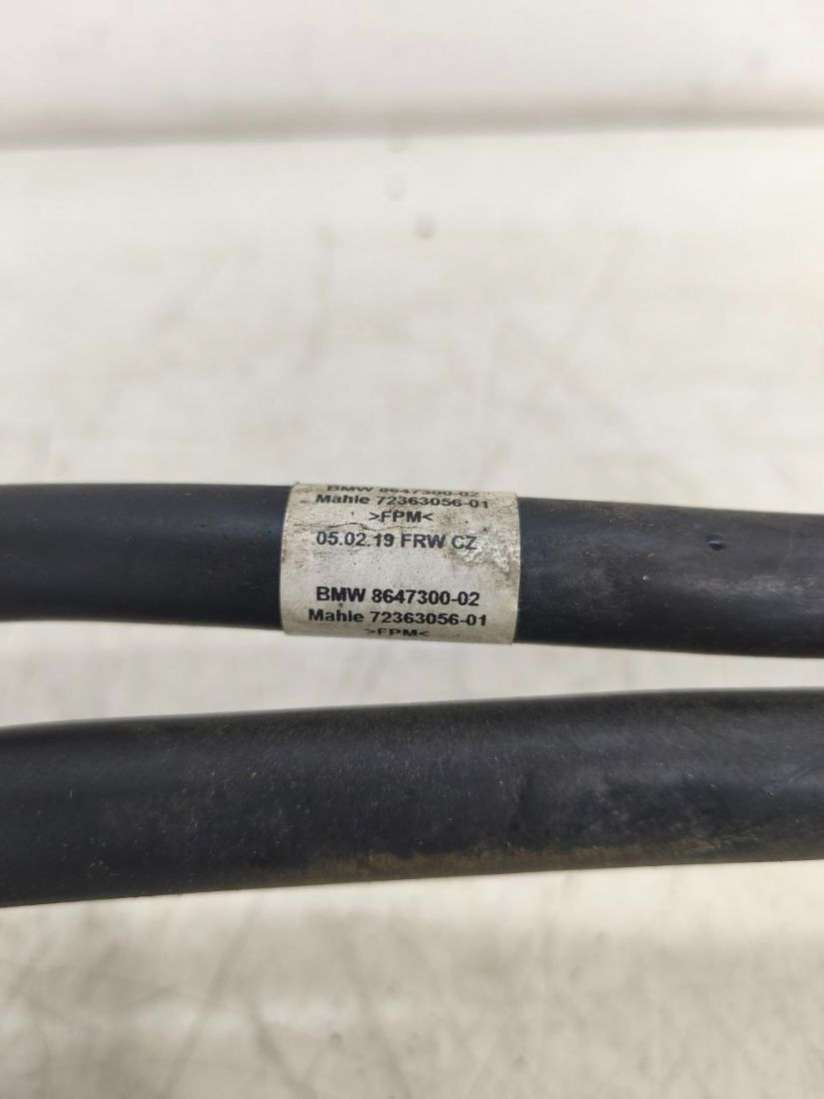 BMW 8647300-02
Mahle 72363056-01
>FPM<
05.02.19 FRW CZ
BMW 8647300-02
Mahle 72363056-01
>FPM<